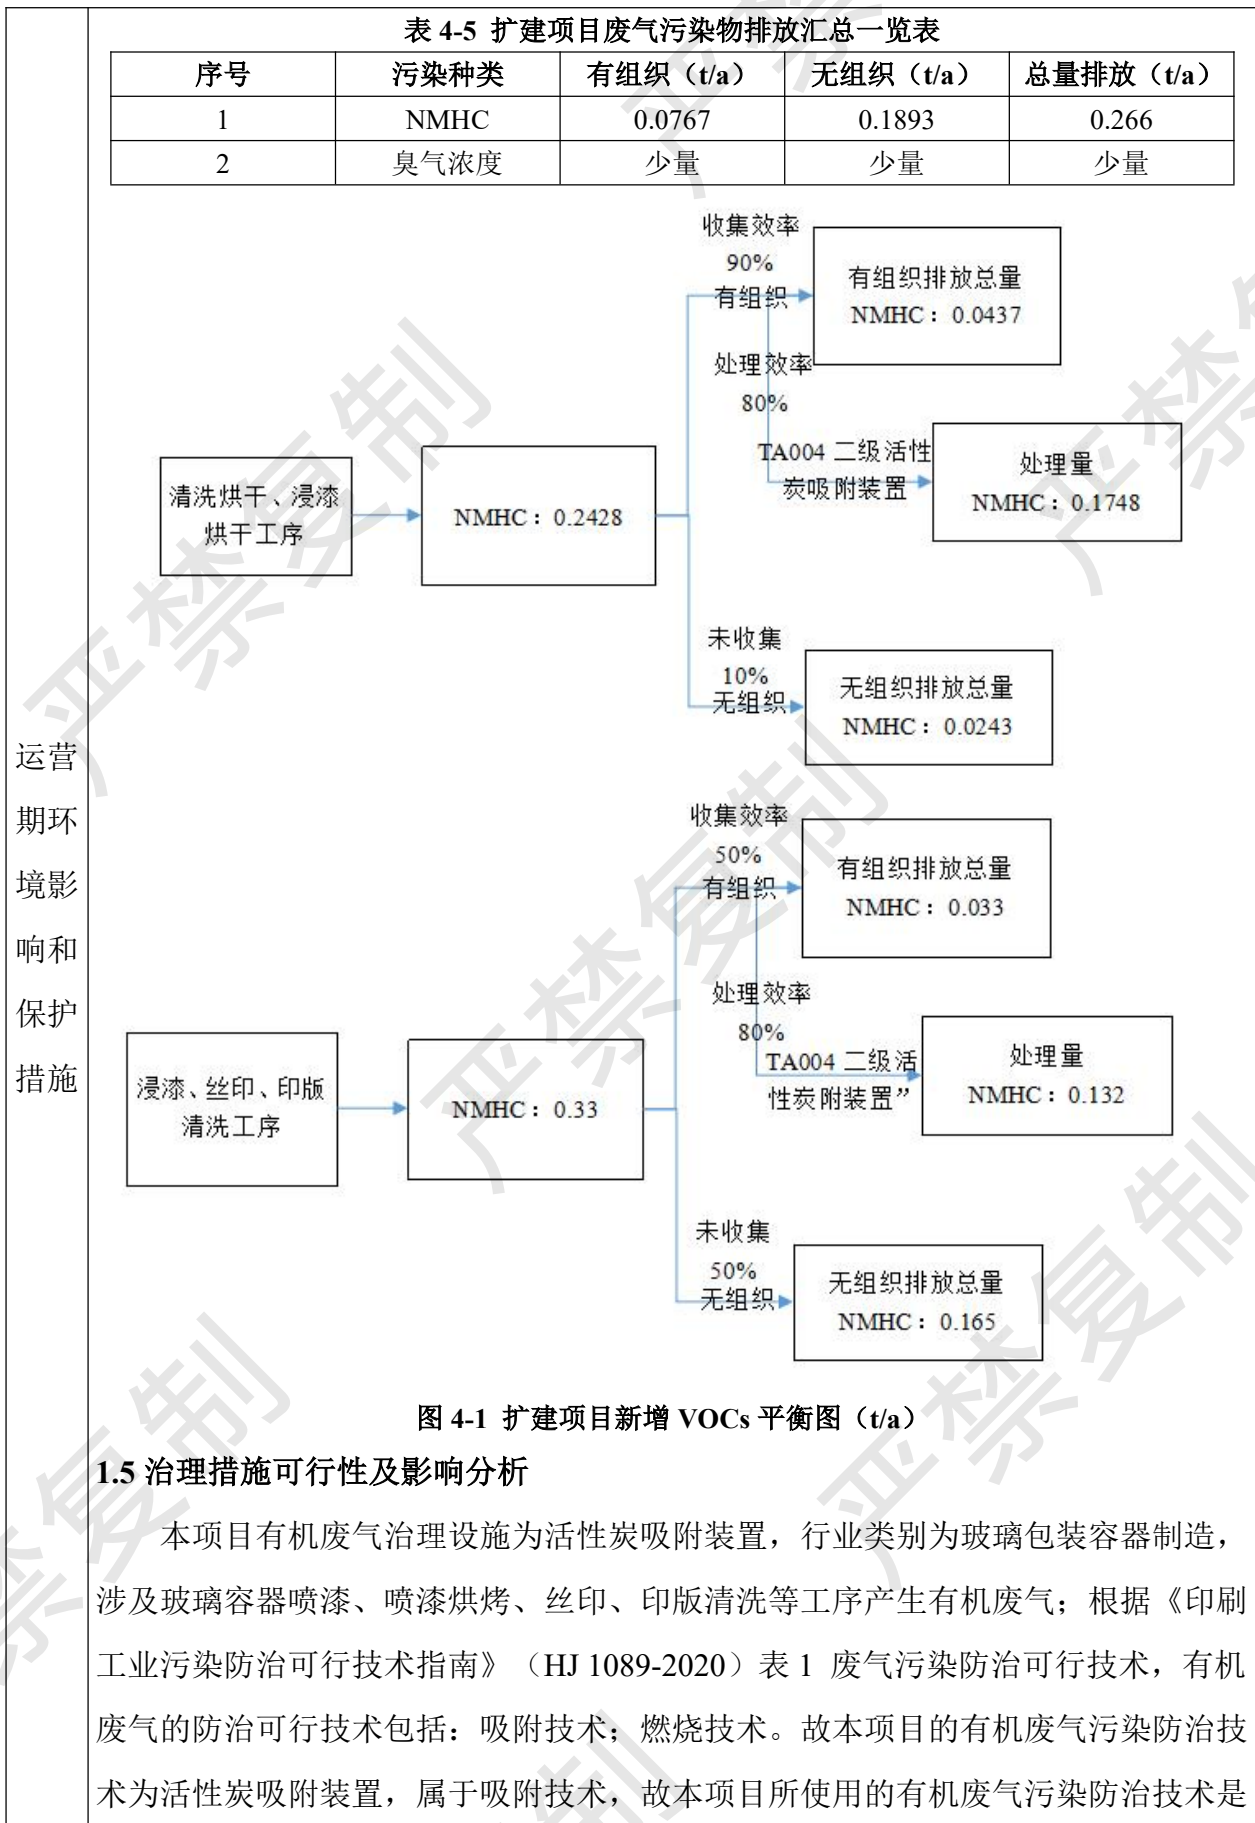 表 4-5 扩建项目废气污染物排放汇总一览表
序号 污染种类 有组织（t/a） 无组织（t/a） 总量排放（t/a）
1 NMHC 0.0767 0.1893 0.266
2 臭气浓度 少量 少量 少量
收集效率
90%
有组织
有组织排放总量
NMHC：0.0437
处理效率
80%
TA004 二级活性
炭吸附装置
处理量
NMHC：0.1748
清洗烘干、浸漆
烘干工序
NMHC：0.2428
未收集
10%
无组织
无组织排放总量
NMHC：0.0243
收集效率
50%
有组织
有组织排放总量
NMHC：0.033
处理效率
80%
TA004 二级活
性炭附装置”
处理量
NMHC：0.132
浸漆、丝印、印版
清洗工序
NMHC：0.33
未收集
50%
无组织
无组织排放总量
NMHC：0.165
运营
期环
境影
响和
保护
措施
图 4-1 扩建项目新增 VOCs 平衡图（t/a）
1.5 治理措施可行性及影响分析
本项目有机废气治理设施为活性炭吸附装置，行业类别为玻璃包装容器制造，
涉及玻璃容器喷漆、喷漆烘烤、丝印、印版清洗等工序产生有机废气；根据《印刷
工业污染防治可行技术指南》（HJ 1089-2020）表 1 废气污染防治可行技术，有机
废气的防治可行技术包括：吸附技术；燃烧技术。故本项目的有机废气污染防治技
术为活性炭吸附装置，属于吸附技术，故本项目所使用的有机废气污染防治技术是
严禁复制
严禁复制
严禁复制
严禁复制
严禁复制